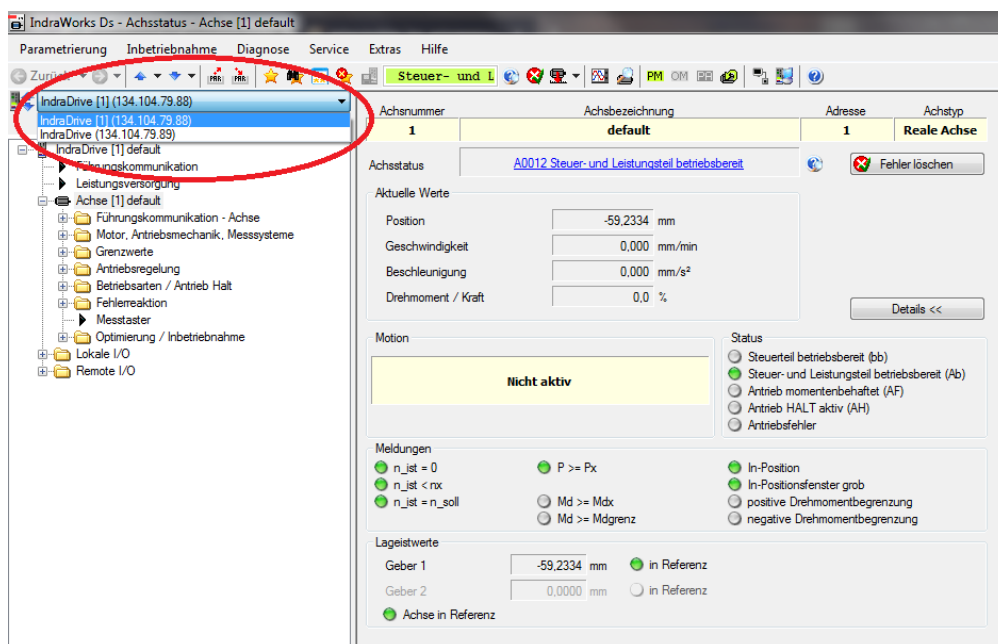 IndraWorks Ds - Achsstatus - Achse [1] default
Parametrierung Inbetriebnahme Diagnose Service Extras Hilfe
Zurück Steuer- und L PM OM
IndraDrive [1] (134.104.79.88)
IndraDrive [1] (134.104.79.88)
IndraDrive (134.104.79.89)
IndraDrive [1] default
Führungskommunikation
Leistungsversorgung
Achse [1] default
Führungskommunikation - Achse
Motor, Antriebsmechanik, Messsysteme
Grenzwerte
Antriebsregelung
Betriebsarten / Antrieb Halt
Fehlerreaktion
Messtaster
Optimierung / Inbetriebnahme
Lokale I/O
Remote I/O
Achsnummer Achsbezeichnung Adresse Achstyp
1 default 1 Reale Achse
Achsstatus A0012 Steuer- und Leistungsteil betriebsbereit Fehler löschen
Aktuelle Werte
Position -59,2334 mm
Geschwindigkeit 0,000 mm/min
Beschleunigung 0,000 mm/s²
Drehmoment / Kraft 0,0 %
Details <<
Motion
Nicht aktiv
Status
Steuerteil betriebsbereit (bb)
Steuer- und Leistungsteil betriebsbereit (Ab)
Antrieb momentenbehaftet (AF)
Antrieb HALT aktiv (AH)
Antriebsfehler
Meldungen
n_ist = 0 P >= Px In-Position
n_ist < nx In-Positionsfenster grob
n_ist = n_soll Md >= Mdx positive Drehmomentbegrenzung
Md >= Mdgrenz negative Drehmomentbegrenzung
Lageistwerte
Geber 1 -59,2334 mm in Referenz
Geber 2 0,0000 mm in Referenz
Achse in Referenz